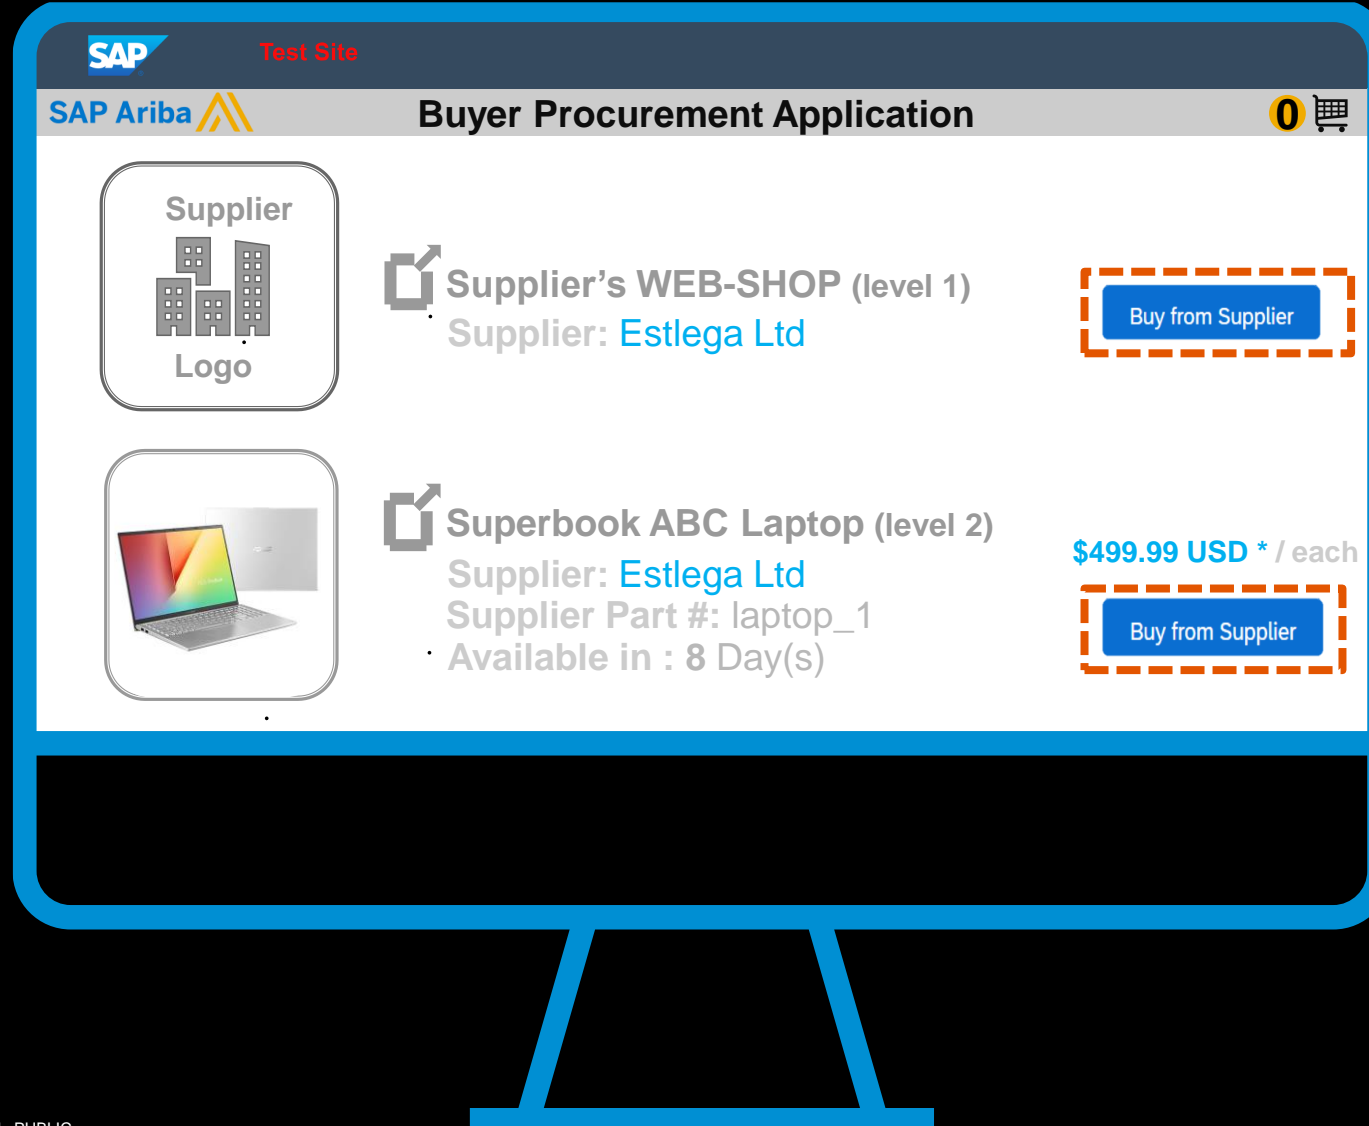 SAP
Test Site
SAP Ariba
Buyer Procurement Application
0
Supplier
Logo
Supplier’s WEB-SHOP (level 1)
Supplier: Estlega Ltd
Buy from Supplier
Superbook ABC Laptop (level 2)
Supplier: Estlega Ltd
Supplier Part #: laptop_1
Available in : 8 Day(s)
$499.99 USD * / each
Buy from Supplier
PUBLIC